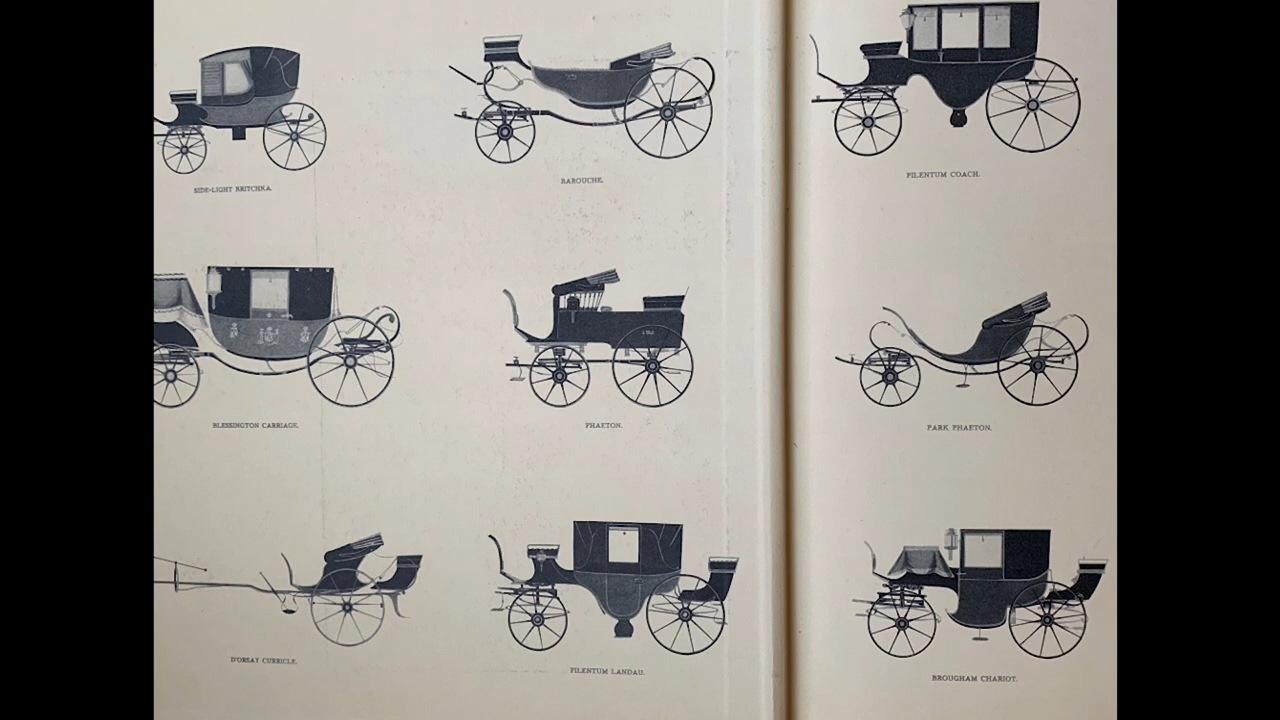 SIDE-LIGHT BRITCHKA.
BAROUCHE.
PILENTUM COACH.
BLESSINGTON CARRIAGE.
PHAETON.
PARK PHAETON.
D'ORSAY CURRICLE.
PILENTUM LANDAU.
BROUGHAM CHARIOT.